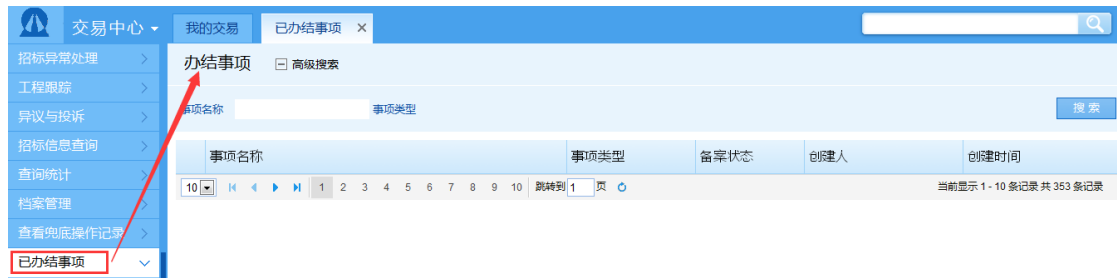 交易中心 我的交易 已办结事项 ×
招标异常处理
工程跟踪
异议与投诉
招标信息查询
查询统计
档案管理
查看兜底操作记录
已办结事项
办结事项 高级搜索
事项名称 事项类型 搜索
事项名称 事项类型 备案状态 创建人 创建时间
10 1 2 3 4 5 6 7 8 9 10 跳转到 1 页 当前显示 1 - 10 条记录 共 353 条记录